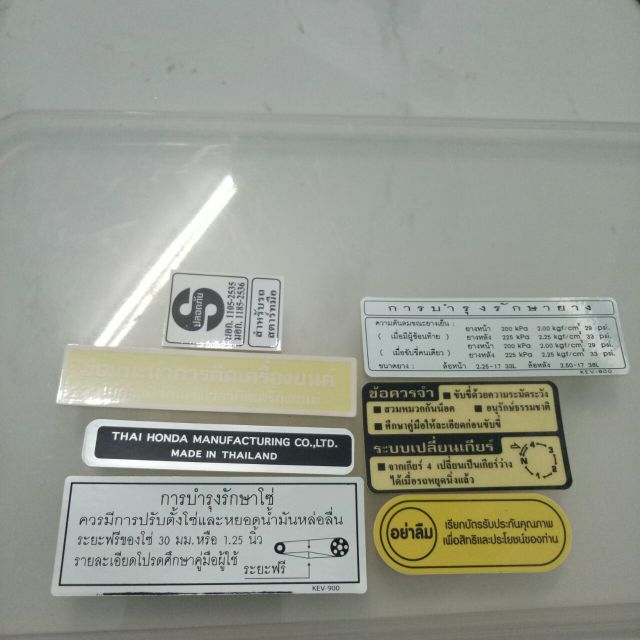 ปลอดภัย
มอก. 1105-2535
มอก. 1185-2536
สำหรับรถ
สตาร์ทมือ
THAI HONDA MANUFACTURING CO.,LTD.
MADE IN THAILAND
การบำรุงรักษาโซ่
ควรมีการปรับตั้งโซ่และหยอดน้ำมันหล่อลื่น
ระยะฟรีของโซ่ 30 มม.หรือ 1.25 นิ้ว
รายละเอียดโปรดศึกษาคู่มือผู้ใช้
ระยะฟรี
KEV-900
การบำรุงรักษายาง
ความดันลมขณะยางเย็น :
ยางหน้า 200 kPa 2.00 kgf/cm² 29 psi.
( เมื่อมีผู้ซ้อนท้าย ) ยางหลัง 225 kPa 2.25 kgf/cm² 33 psi.
ยางหน้า 200 kPa 2.00 kgf/cm² 29 psi.
( เมื่อขับขี่คนเดียว ) ยางหลัง 225 kPa 2.25 kgf/cm² 33 psi.
ขนาดยาง : ล้อหน้า 2.25-17 33L ล้อหลัง 2.50-17 38L
KEV-900
ข้อควรจำ ■ ขับขี่ด้วยความระมัดระวัง
■ สวมหมวกกันน็อค ■ อนุรักษ์ธรรมชาติ
■ ศึกษาคู่มือให้ละเอียดก่อนขับขี่
ระบบเปลี่ยนเกียร์
■ จากเกียร์ 4 เปลี่ยนเป็นเกียร์ว่าง
ได้เมื่อรถหยุดนิ่งแล้ว
N 1 2 3 4
อย่าลืม
เรียกบัตรรับประกันคุณภาพ
เพื่อสิทธิและประโยชน์ของท่าน